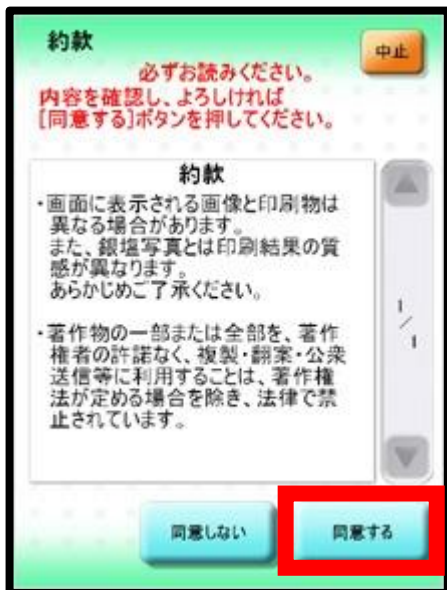 約款
中止
必ずお読みください。
内容を確認し、よろしければ
[同意する]ボタンを押してください。
約款
・画面に表示される画像と印刷物は
異なる場合があります。
また、銀塩写真とは印刷結果の質
感が異なります。
あらかじめご了承ください。
・著作物の一部または全部を、著作
権者の許諾なく、複製・翻案・公衆
送信等に利用することは、著作権
法が定める場合を除き、法律で禁
止されています。
1/1
同意しない
同意する